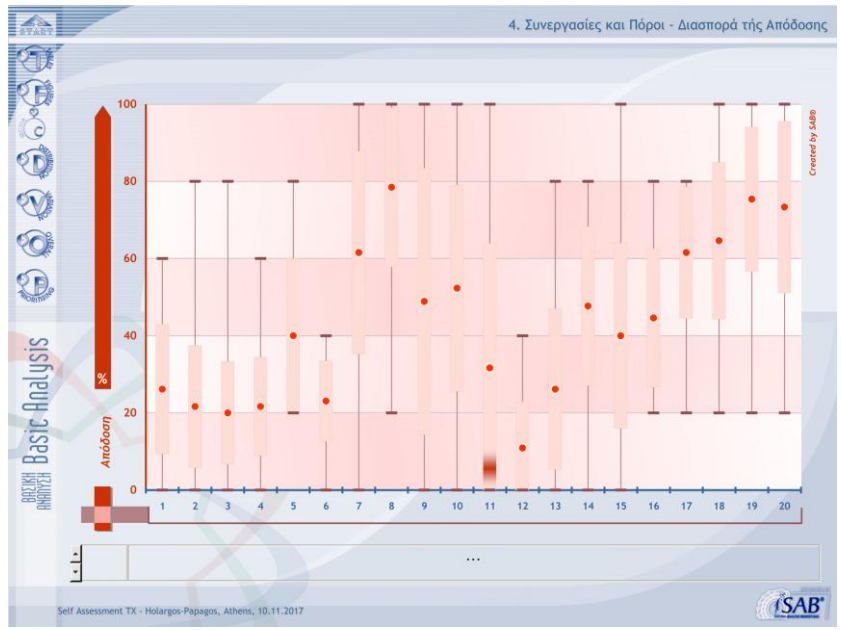 START
4. Συνεργασίες και Πόροι - Διασπορά τής Απόδοσης
100
80
60
40
20
0
Created by SAB®
%
Απόδοση
PRIORITISING
ΒΑΣΙΚΗ
ΑΝΑΛΥΣΗ
Basic Analysis
1 2 3 4 5 6 7 8 9 10 11 12 13 14 15 16 17 18 19 20
...
Self Assessment TX - Holargos-Papagos, Athens, 10.11.2017
SAB®